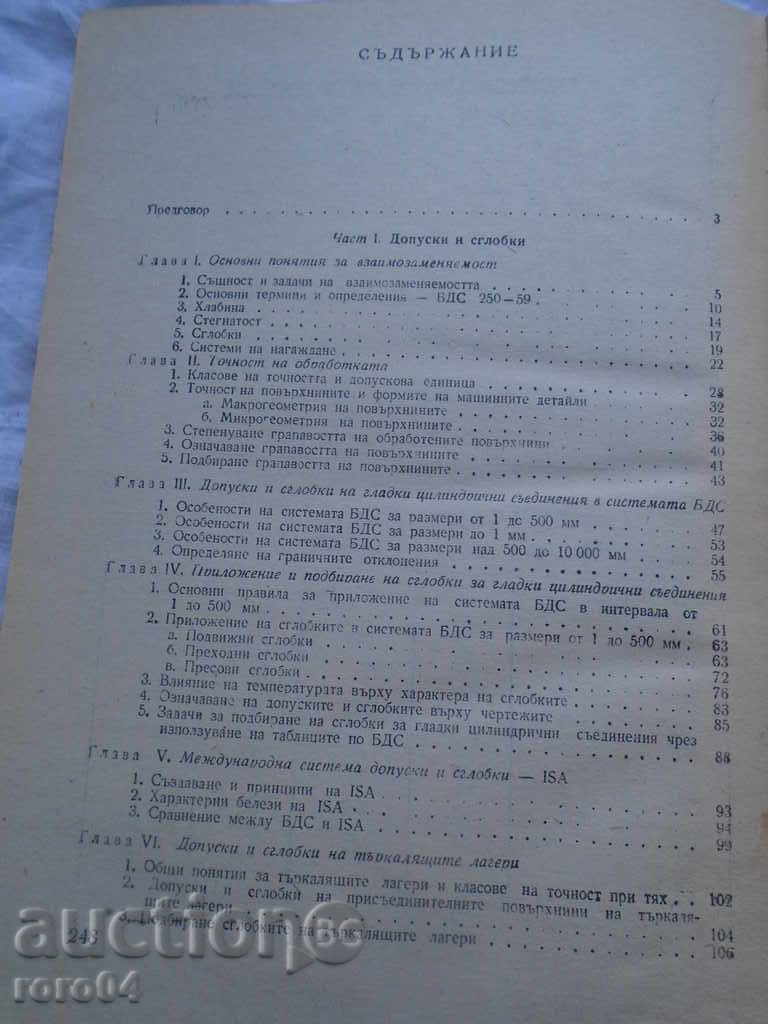 СЪДЪРЖАНИЕ
Предговор . . . 3
Част I. Допуски и сглобки
Глава I. Основни понятия за взаимозаменяемост
1. Същност и задачи на взаимозаменяемостта . . . 5
2. Основни термини и определения — БДС 250—59 . . . 10
3. Хлабина . . . 14
4. Стегнатост . . . 17
5. Сглобки . . . 19
6. Системи на нагаждане . . . 22
Глава II. Точност на обработката
1. Класове на точността и допускова единица . . . 28
2. Точност на повърхнините и формите на машинните детайли . . . 32
а. Макрогеометрия на повърхнините . . . 32
б. Микрогеометрия на повърхнините . . . 36
3. Степенуване грапавостта на обработените повърхнини . . . 40
4. Означаване грапавостта на повърхнините . . . 41
5. Подбиране грапавостта на повърхнините . . . 43
Глава III. Допуски и сглобки на гладки цилиндрични съединения в системата БДС
1. Особености на системата БДС за размери от 1 до 500 мм . . . 47
2. Особености на системата БДС за размери до 1 мм . . . 53
3. Особености на системата БДС за размери над 500 до 10 000 мм . . . 54
4. Определяне на граничните отклонения . . . 55
Глава IV. Приложение и подбиране на сглобки за гладки цилиндрични съединения
1. Основни правила за приложение на системата БДС в интервала от
1 до 500 мм . . . 61
2. Приложение на сглобките в системата БДС за размери от 1 до 500 мм . 63
а. Подвижни сглобки . . . 63
б. Преходни сглобки . . . 72
в. Пресови сглобки . . . 76
3. Влияние на температурата върху характера на сглобките . . . 83
4. Означаване на допуските и сглобките върху чертежите . . . 85
5. Задачи за подбиране на сглобки за гладки цилиндрични съединения чрез
използуване на таблиците по БДС . . . 88
Глава V. Международна система допуски и сглобки — ISA
1. Създаване и принципи на ISA . . . 93
2. Характерни белези на ISA . . . 94
3. Сравнение между БДС и ISA . . . 99
Глава VI. Допуски и сглобки на търкалящите лагери
1. Общи понятия за търкалящите лагери и класове на точност при тях . . 102
2. Допуски и сглобки на присъединителните повърхнини на търкаля-
щите лагери . . . 104
3. Подбиране сглобките на търкалящите лагери . . . 106
248
auction.bg
roro04